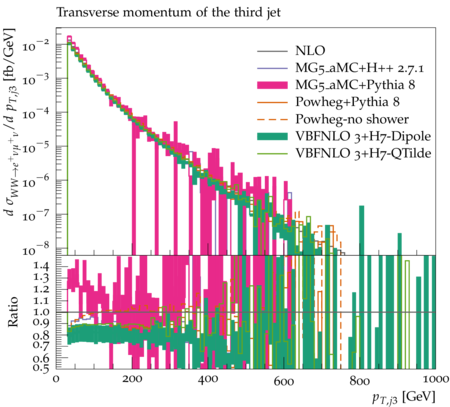 Transverse momentum of the third jet
d σ_{WW→e⁺ν_eμ⁺ν_μ} / d p_{T,j3} [fb/GeV]
10⁻²
10⁻³
10⁻⁴
10⁻⁵
10⁻⁶
10⁻⁷
10⁻⁸
NLO
MG5_aMC+H++ 2.7.1
MG5_aMC+Pythia 8
Powheg+Pythia 8
Powheg-no shower
VBFNLO 3+H7-Dipole
VBFNLO 3+H7-QTilde
Ratio
1.4
1.3
1.2
1.1
1.0
0.9
0.8
0.7
0.6
0.5
0 200 400 600 800 1000
p_{T,j3} [GeV]